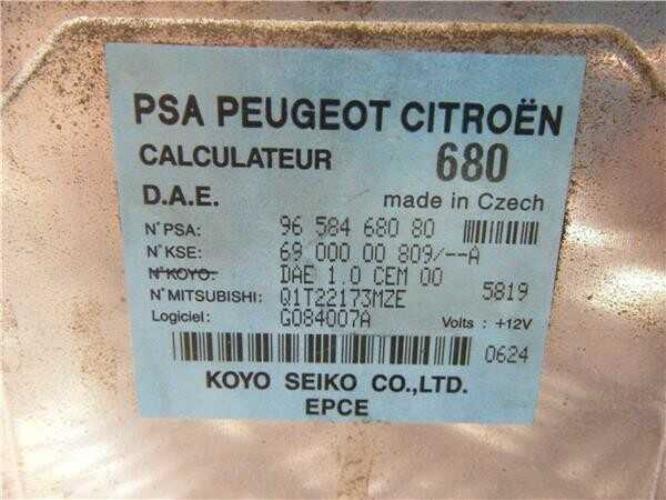 PSA PEUGEOT CITROËN
CALCULATEUR 680
D.A.E. made in Czech
N°PSA: 96 584 680 80
N°KSE: 69 000 00 809/--A
N°KOYO: DAE 1.0 CEM 00
N°MITSUBISHI: Q1T22173MZE 5819
Logiciel: G084007A Volts : +12V
0624
KOYO SEIKO CO.,LTD.
EPCE